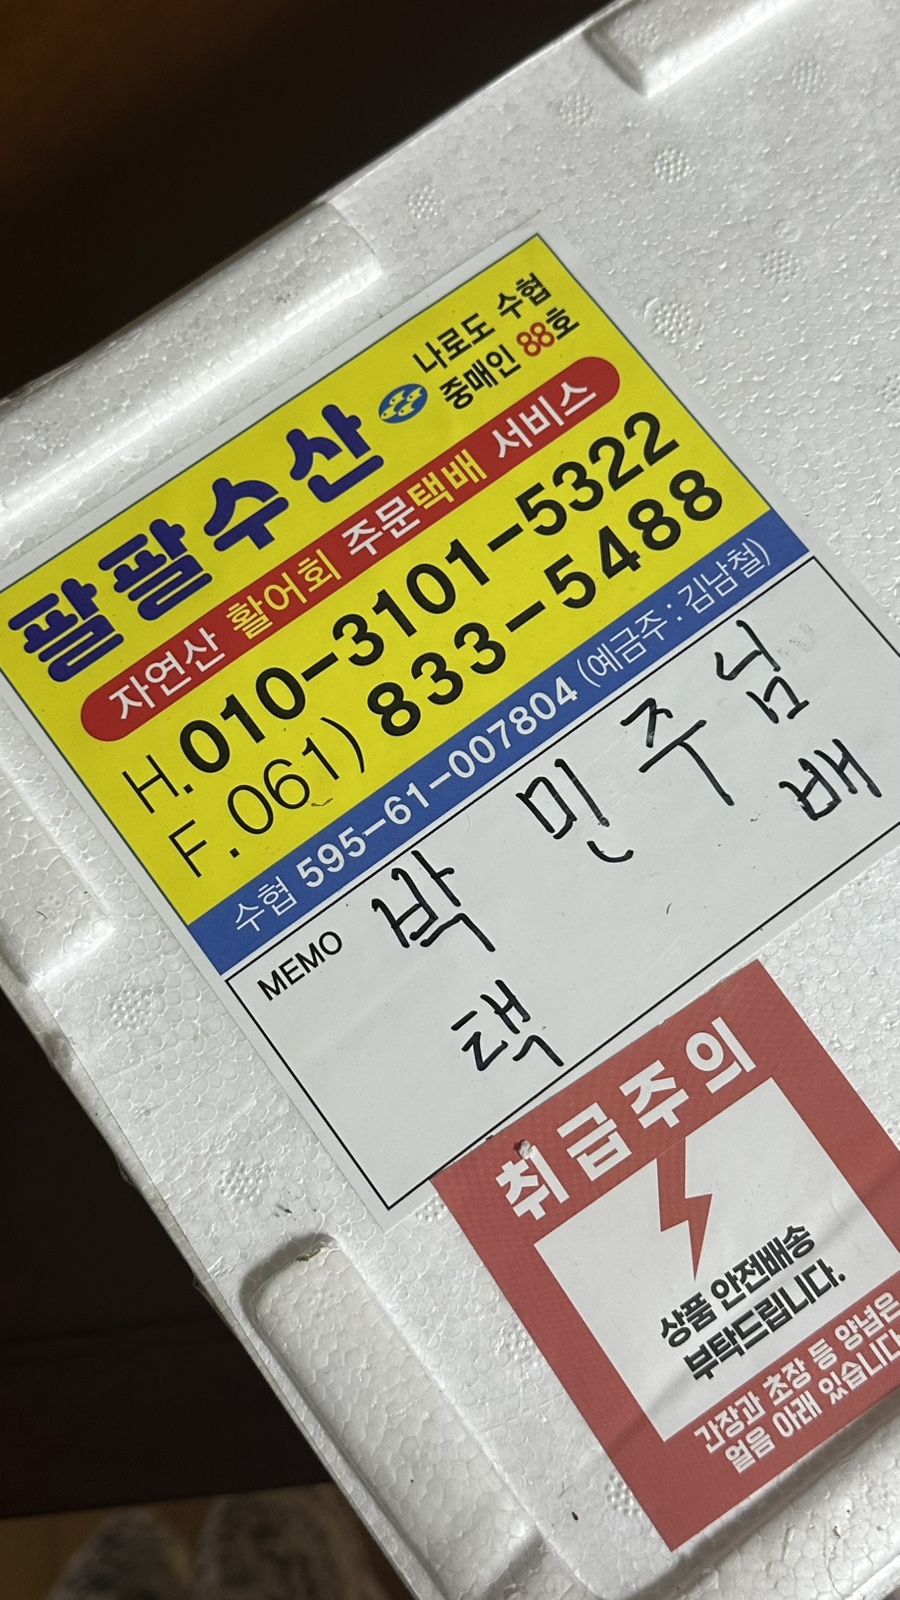 팔팔수산
나로도 수협
중매인 88호
자연산 활어회 주문택배 서비스
H.010-3101-5322
F.061) 833-5488
수협 595-61-007804 (예금주 : 김남철)
MEMO
박민주님
택배
취급주의
상품 안전배송
부탁드립니다.
간장과 초장 등 양념은
얼음 아래 있습니다